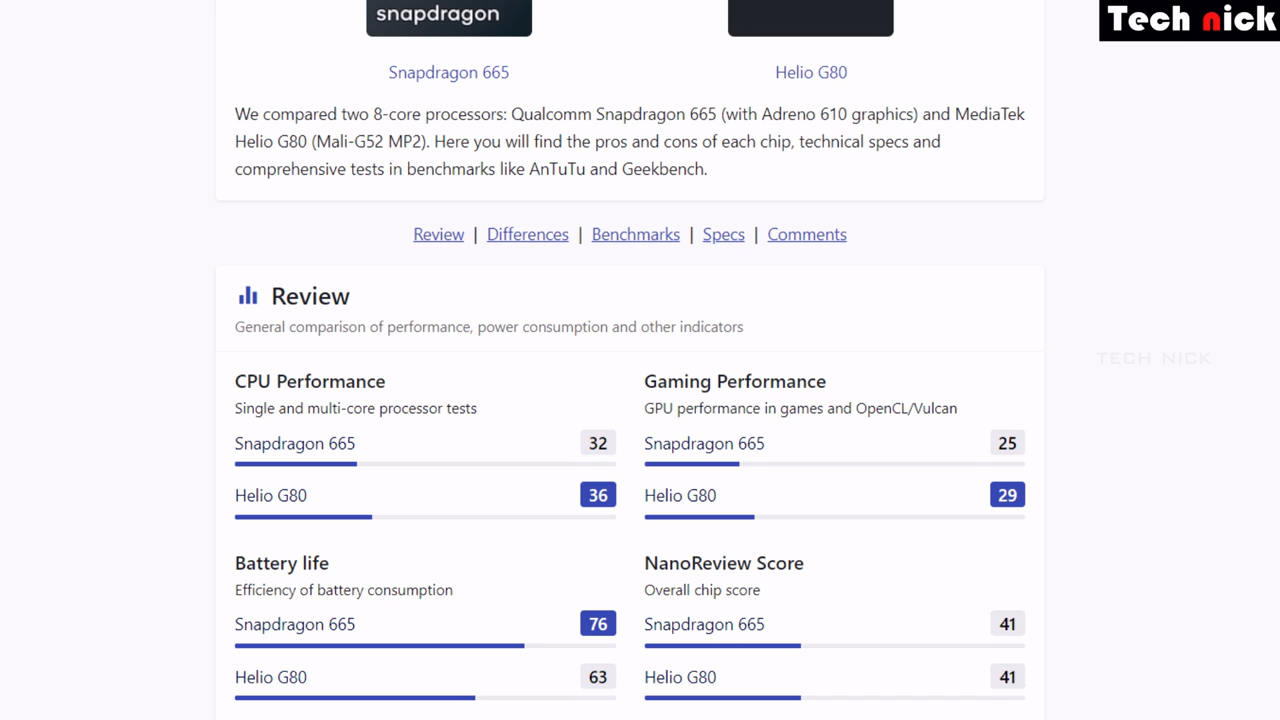 snapdragon
Tech nick
Snapdragon 665
Helio G80
We compared two 8-core processors: Qualcomm Snapdragon 665 (with Adreno 610 graphics) and MediaTek
Helio G80 (Mali-G52 MP2). Here you will find the pros and cons of each chip, technical specs and
comprehensive tests in benchmarks like AnTuTu and Geekbench.
Review | Differences | Benchmarks | Specs | Comments
Review
General comparison of performance, power consumption and other indicators
TECH NICK
CPU Performance
Single and multi-core processor tests
Snapdragon 665 32
Helio G80 36
Gaming Performance
GPU performance in games and OpenCL/Vulcan
Snapdragon 665 25
Helio G80 29
Battery life
Efficiency of battery consumption
Snapdragon 665 76
Helio G80 63
NanoReview Score
Overall chip score
Snapdragon 665 41
Helio G80 41